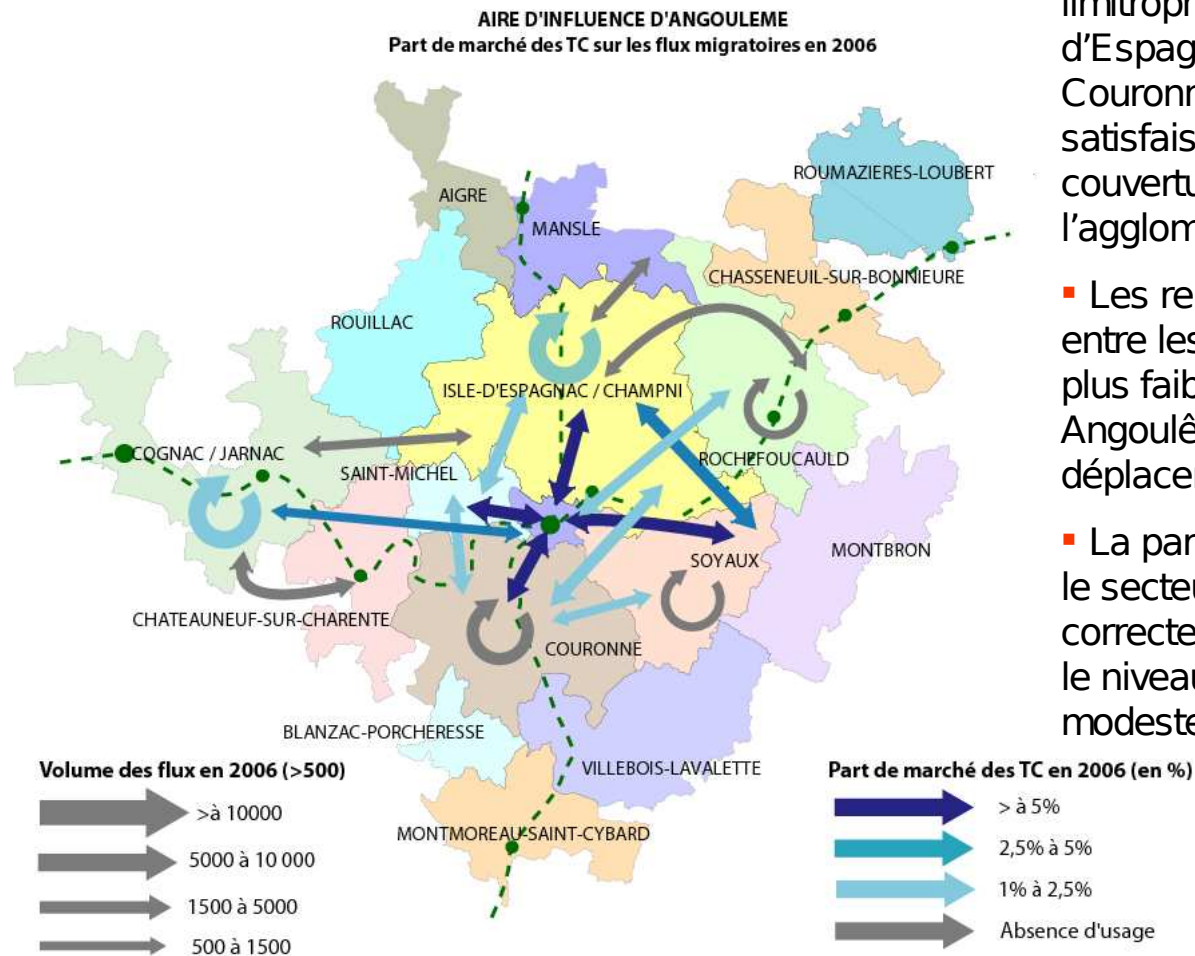 AIRE D'INFLUENCE D'ANGOULEME
Part de marché des TC sur les flux migratoires en 2006
AIGRE
MANSLE
ROUMAZIERES-LOUBERT
CHASSENEUIL-SUR-BONNIEURE
ROUILLAC
ISLE-D'ESPAGNAC / CHAMPNI
COGNAC / JARNAC
SAINT-MICHEL
ROCHEFOUCAULD
SOYAUX
MONTBRON
CHATEAUNEUF-SUR-CHARENTE
COURONNE
BLANZAC-PORCHERESSE
VILLEBOIS-LAVALETTE
MONTMOREAU-SAINT-CYBARD
Volume des flux en 2006 (>500)
>à 10000
5000 à 10 000
1500 à 5000
500 à 1500
Part de marché des TC en 2006 (en %)
> à 5%
2,5% à 5%
1% à 2,5%
Absence d'usage
d'Espag
Couronn
satisfais
couvertu
l'agglom
▪ Les re
entre les
plus faib
Angoulê
déplacer
▪ La par
le secteu
correcte
le niveau
modeste